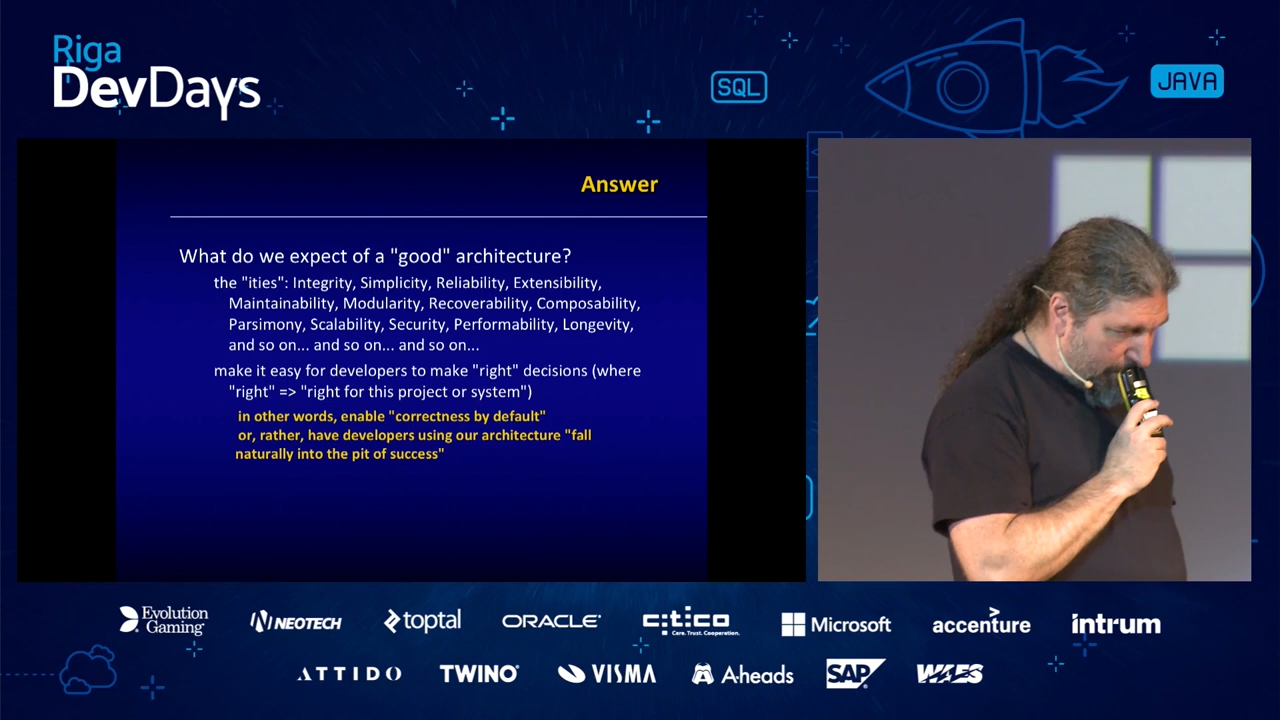 Riga
DevDays
SQL
JAVA
Answer
What do we expect of a "good" architecture?
the "ities": Integrity, Simplicity, Reliability, Extensibility,
Maintainability, Modularity, Recoverability, Composability,
Parsimony, Scalability, Security, Performability, Longevity,
and so on... and so on... and so on...
make it easy for developers to make "right" decisions (where
"right" => "right for this project or system")
in other words, enable "correctness by default"
or, rather, have developers using our architecture "fall
naturally into the pit of success"
Evolution
Gaming
NEOTECH
toptal
ORACLE
citico
Care. Trust. Cooperation.
Microsoft
accenture
intrum
ATTIDO
TWINO
VISMA
A-heads
SAP
WAES